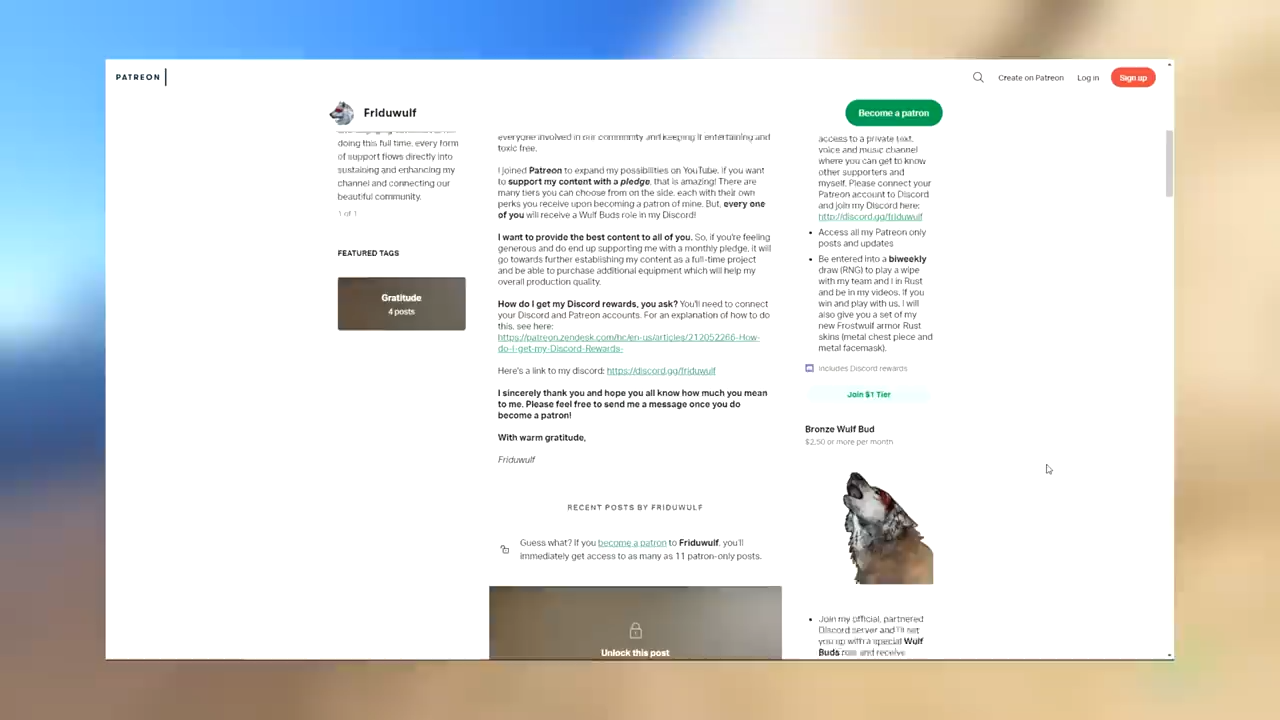 PATREON
Create on Patreon
Log in
Sign up
Friduwulf
Become a patron
doing this full time, every form
of support flows directly into
sustaining and enhancing my
channel and connecting our
beautiful community.
1 of 1
FEATURED TAGS
Gratitude
4 posts
everyone involved in our community and keeping it entertaining and
toxic free.
I joined Patreon to expand my possibilities on YouTube, if you want
to support my content with a pledge, that is amazing! There are
many tiers you can choose from on the side, each with their own
perks you receive upon becoming a patron of mine. But, every one
of you will receive a Wulf Buds role in my Discord!
I want to provide the best content to all of you. So, if you're feeling
generous and do end up supporting me with a monthly pledge, it will
go towards further establishing my content as a full-time project
and be able to purchase additional equipment which will help my
overall production quality.
How do I get my Discord rewards, you ask? You'll need to connect
your Discord and Patreon accounts. For an explanation of how to do
this, see here:
https://patreon.zendesk.com/hc/en-us/articles/212052266-How-
do-I-get-my-Discord-Rewards-
Here's a link to my discord: https://discord.gg/friduwulf
I sincerely thank you and hope you all know how much you mean
to me. Please feel free to send me a message once you do
become a patron!
With warm gratitude,
Friduwulf
RECENT POSTS BY FRIDUWULF
Guess what? If you become a patron to Friduwulf, you'll
immediately get access to as many as 11 patron-only posts.
Unlock this post
access to a private text,
voice and music channel
where you can get to know
other supporters and
myself. Please connect your
Patreon account to Discord
and join my Discord here:
http://discord.gg/friduwulf
Access all my Patreon only
posts and updates
Be entered into a biweekly
draw (RNG) to play a wipe
with my team and I in Rust
and be in my videos. If you
win and play with us, I will
also give you a set of my
new Frostwulf armor Rust
skins (metal chest piece and
metal facemask).
Includes Discord rewards
Join $1 Tier
Bronze Wulf Bud
$2.50 or more per month
Join my official, partnered
Discord server and I'll set
you up with a special Wulf
Buds role and receive